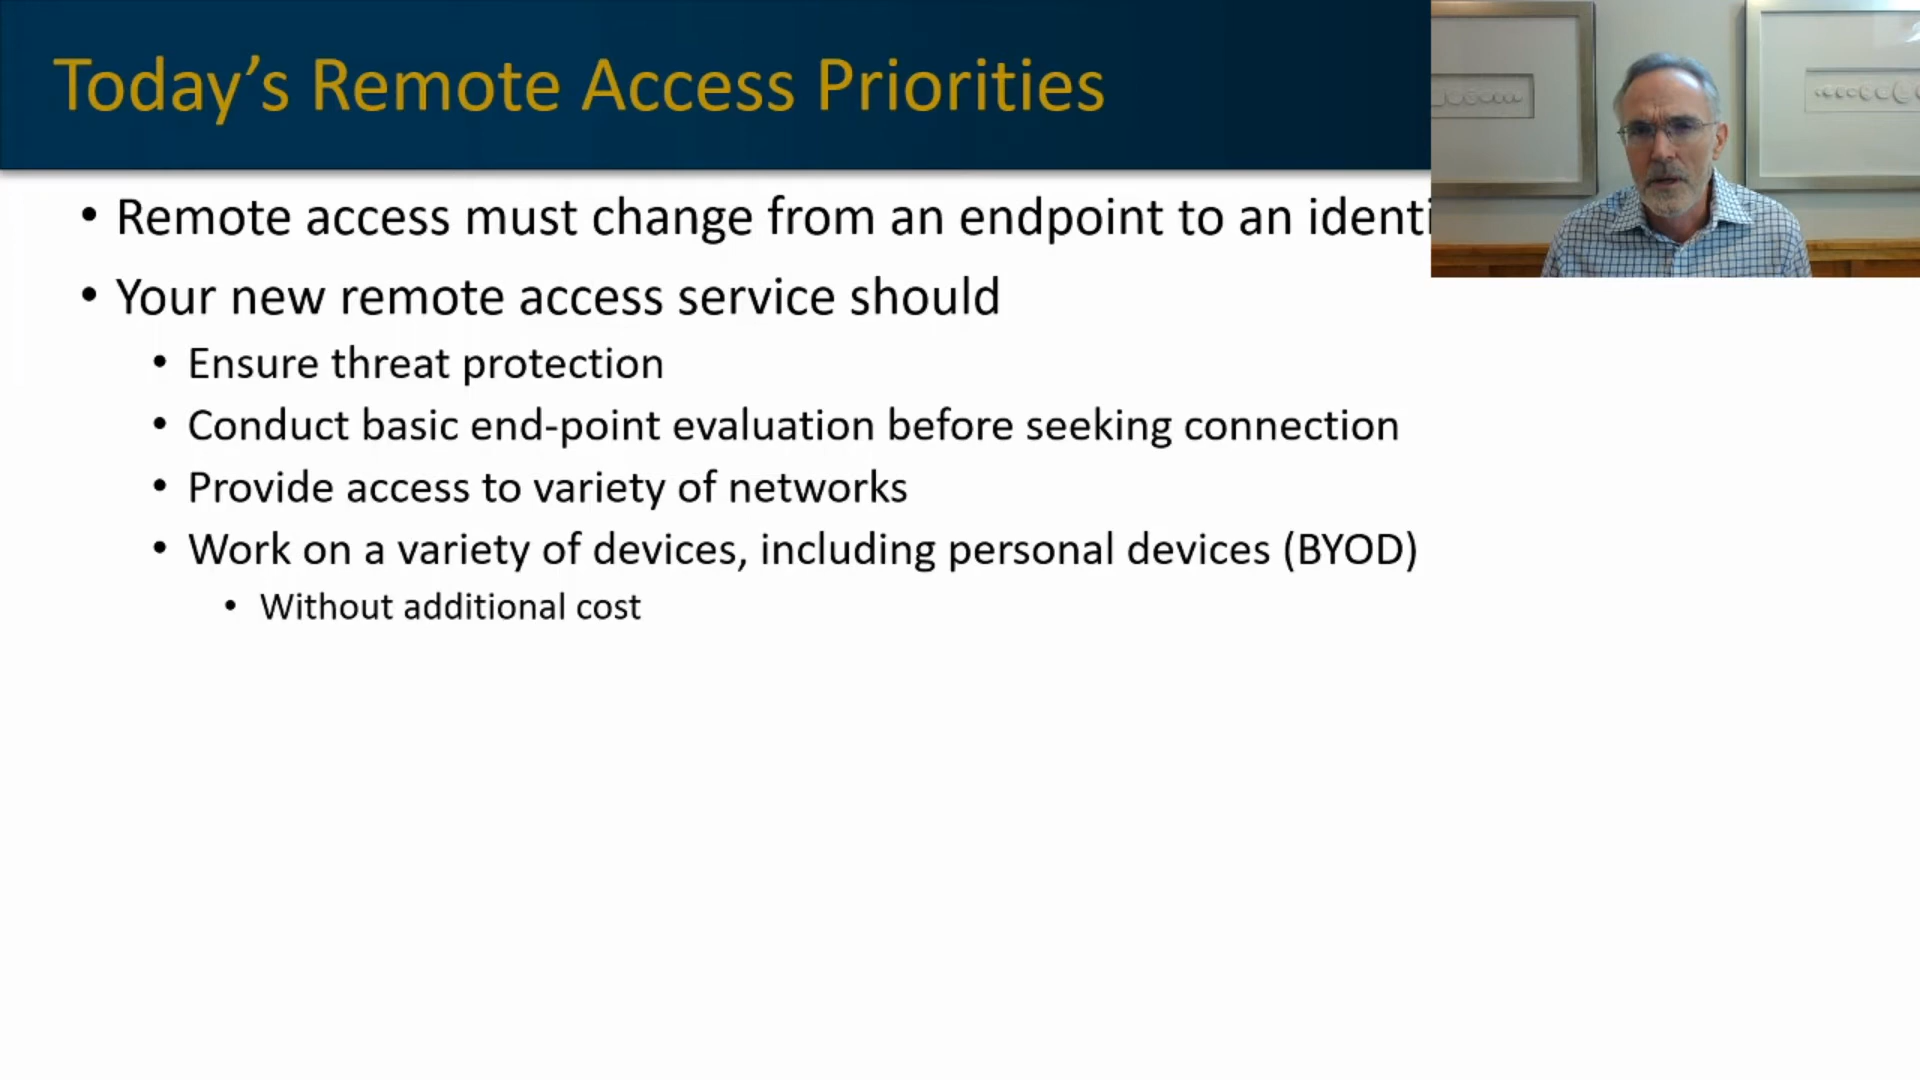 Today’s Remote Access Priorities
• Remote access must change from an endpoint to an
• Your new remote access service should
• Ensure threat protection
• Conduct basic end-point evaluation before seeking connection
• Provide access to variety of networks
• Work on a variety of devices, including personal devices (BYOD)
• Without additional cost